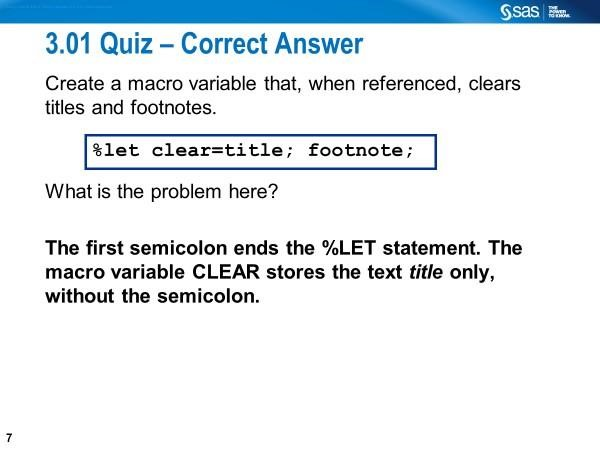 sas THE POWER TO KNOW.
3.01 Quiz – Correct Answer
Create a macro variable that, when referenced, clears
titles and footnotes.
%let clear=title; footnote;
What is the problem here?
The first semicolon ends the %LET statement. The
macro variable CLEAR stores the text title only,
without the semicolon.
7